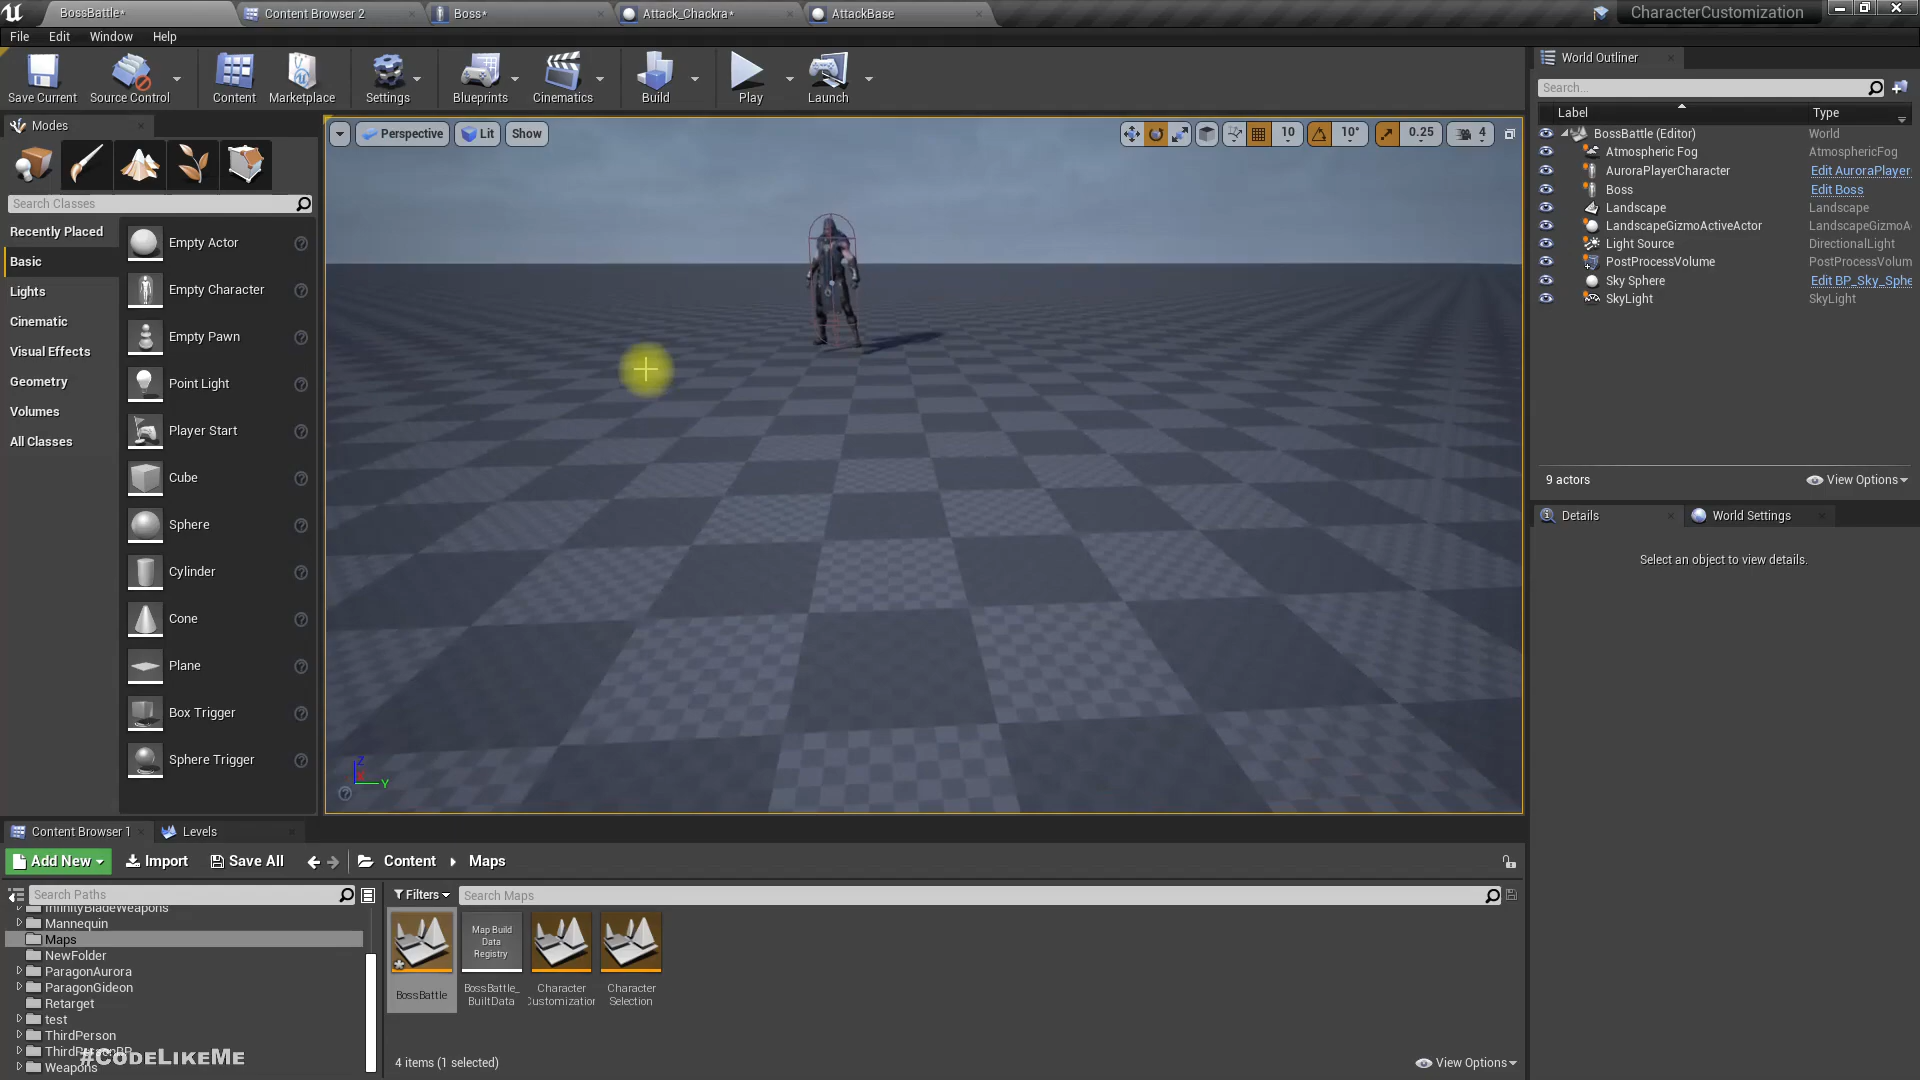 BossBattle*
Content Browser 2
Boss*
Attack_Chackra*
AttackBase
CharacterCustomization
File
Edit
Window
Help
Save Current
Source Control
Content
Marketplace
Settings
Blueprints
Cinematics
Build
Play
Launch
Modes
Search Classes
Recently Placed
Basic
Lights
Cinematic
Visual Effects
Geometry
Volumes
All Classes
Empty Actor
Empty Character
Empty Pawn
Point Light
Player Start
Cube
Sphere
Cylinder
Cone
Plane
Box Trigger
Sphere Trigger
Perspective
Lit
Show
10
10°
0.25
4
Z
Y
World Outliner
Search...
Label
Type
BossBattle (Editor)
World
Atmospheric Fog
AtmosphericFog
AuroraPlayerCharacter
Edit AuroraPlayer
Boss
Edit Boss
Landscape
Landscape
LandscapeGizmoActiveActor
LandscapeGizmoA
Light Source
DirectionalLight
PostProcessVolume
PostProcessVolum
Sky Sphere
Edit BP_Sky_Sphe
SkyLight
SkyLight
9 actors
View Options
Details
World Settings
Select an object to view details.
Content Browser 1
Levels
Add New
Import
Save All
Content
Maps
Search Paths
InfinityBladeWeapons
Mannequin
Maps
NewFolder
ParagonAurora
ParagonGideon
Retarget
test
ThirdPerson
ThirdPersonBP
Weapons
#CodeLikeMe
Filters
Search Maps
Map Build
Data
Registry
BossBattle
BossBattle_
BuiltData
Character
Customization
Character
Selection
4 items (1 selected)
View Options